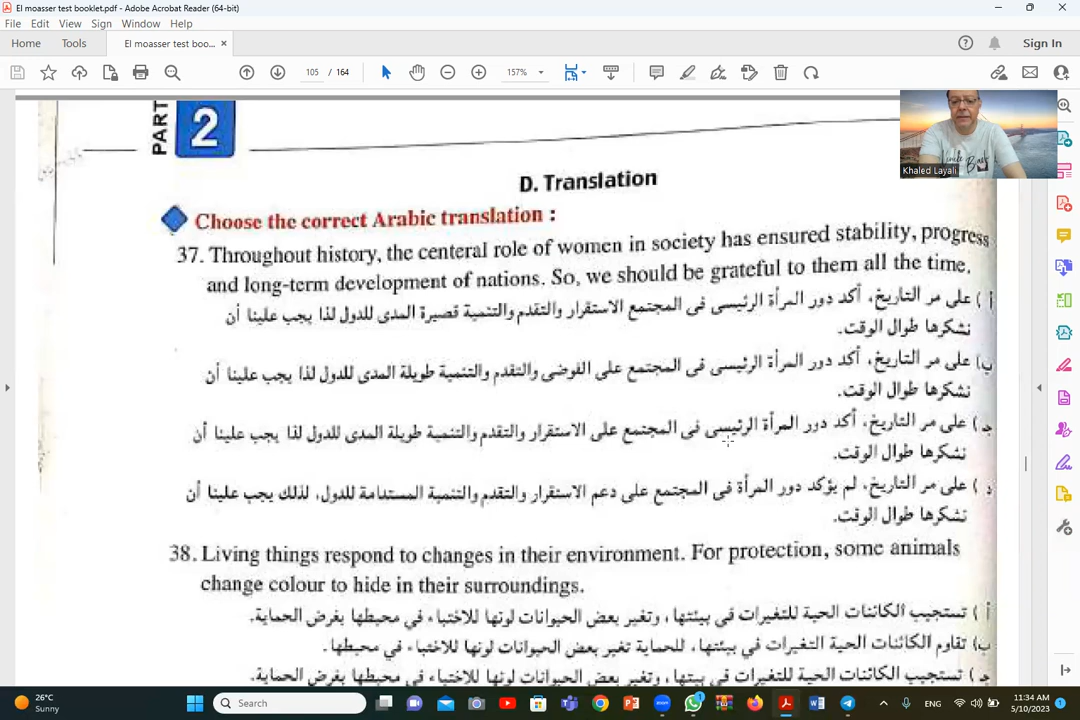 El moasser test booklet.pdf - Adobe Acrobat Reader (64-bit)
File Edit View Sign Window Help
Home Tools El moasser test boo... × Sign In
105 / 164 157%
Khaled Layali
PART 2
D. Translation
Choose the correct Arabic translation :
37. Throughout history, the centeral role of women in society has ensured stability, progress
and long-term development of nations. So, we should be grateful to them all the time.
أ ) على مر التاريخ، أكد دور المرأة الرئيسى فى المجتمع الاستقرار والتقدم والتنمية قصيرة المدى للدول لذا يجب علينا أن
نشكرها طوال الوقت.
ب) على مر التاريخ، أكد دور المرأة الرئيسى فى المجتمع على الفوضى والتقدم والتنمية طويلة المدى للدول لذا يجب علينا أن
نشكرها طوال الوقت.
جـ) على مر التاريخ، أكد دور المرأة الرئيسى فى المجتمع على الاستقرار والتقدم والتنمية طويلة المدى للدول لذا يجب علينا أن
نشكرها طوال الوقت.
د ) على مر التاريخ، لم يؤكد دور المرأة فى المجتمع على دعم الاستقرار والتقدم والتنمية المستدامة للدول، لذلك يجب علينا أن
نشكرها طوال الوقت.
38. Living things respond to changes in their environment. For protection, some animals
change colour to hide in their surroundings.
أ ) تستجيب الكائنات الحية للتغيرات في بيئتها، وتغير بعض الحيوانات لونها للاختباء في محيطها بغرض الحماية.
ب) تقاوم الكائنات الحية التغيرات في بيئتها، للحماية تغير بعض الحيوانات لونها للاختباء في محيطها.
جـ) تستجيب الكائنات الحية للتغيرات في بيتها، وتغير بعض الحيوانات لونها للاختباء في محيطها بغرض الحماية.
26°C
Sunny
Search
ENG
11:34 AM
5/10/2023